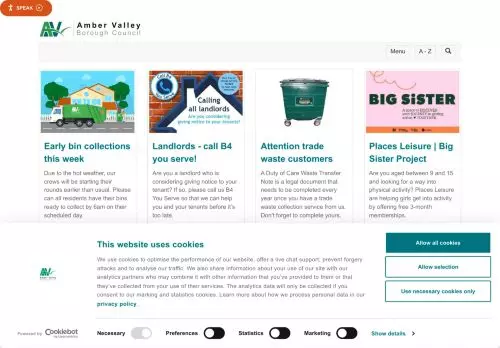 SPEAK
Amber Valley
Borough Council
Menu
A - Z
Call B4
You Serve
Calling
all landlords
Are you considering
giving notice to your tenants?
BIG SiSTER
Early bin collections
this week
Due to the hot weather, our
crews will be starting their
rounds earlier than usual. Please
can all residents have their bins
ready to collect by 6am on their
scheduled day.
Landlords - call B4
you serve!
Are you a landlord who is
considering giving notice to your
tenant? If so, please call us B4
You Serve so that we can help
you end your tenants before it's
too late.
Attention trade
waste customers
A Duty of Care Waste Transfer
Note is a legal document that
needs to be completed every
year once you have a trade
waste collection service from us.
Don't forget to complete yours.
Places Leisure | Big
Sister Project
Are you aged between 9 and 15
and looking for a way into
physical activity? Places Leisure
are helping girls get into activity
by offering free 3-month
memberships.
This website uses cookies
We use cookies to optimise the performance of our website, offer a live chat support, prevent forgery
attacks and to analyse our traffic. We also share information about your use of our site with our
analytics partners who may combine it with other information that you've provided to them or that
they've collected from your use of their services. The analytics data will only be collected if you
consent to our marking and statistics cookies. Learn more about how we process personal data in our
privacy policy.
Allow all cookies
Allow selection
Use necessary cookies only
Powered by Cookiebot
by Usercentrics
Necessary
Preferences
Statistics
Marketing
Show details